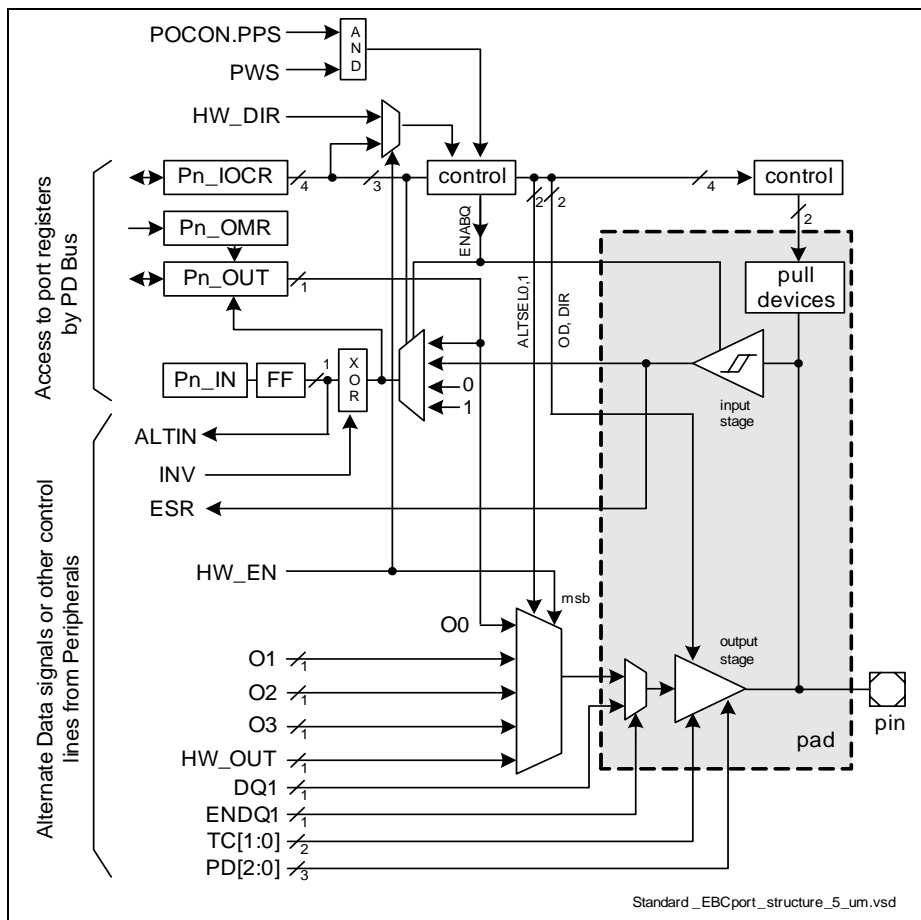 POCON.PPS
PWS
AND
HW_DIR
Pn_IOCR
4
3
control
2
2
4
control
2
Pn_OMR
ENABQ
Pn_OUT
1
ALTSEL0,1
OD, DIR
pull
devices
Access to port registers
by PD Bus
Pn_IN
FF
1
XOR
0
1
input
stage
ALTIN
INV
ESR
Alternate Data signals or other control
lines from Peripherals
HW_EN
msb
O0
output
stage
O1
1
O2
1
O3
1
HW_OUT
1
DQ1
1
ENDQ1
1
TC[1:0]
2
PD[2:0]
3
pad
pin
Standard _EBCport_structure_5_um.vsd